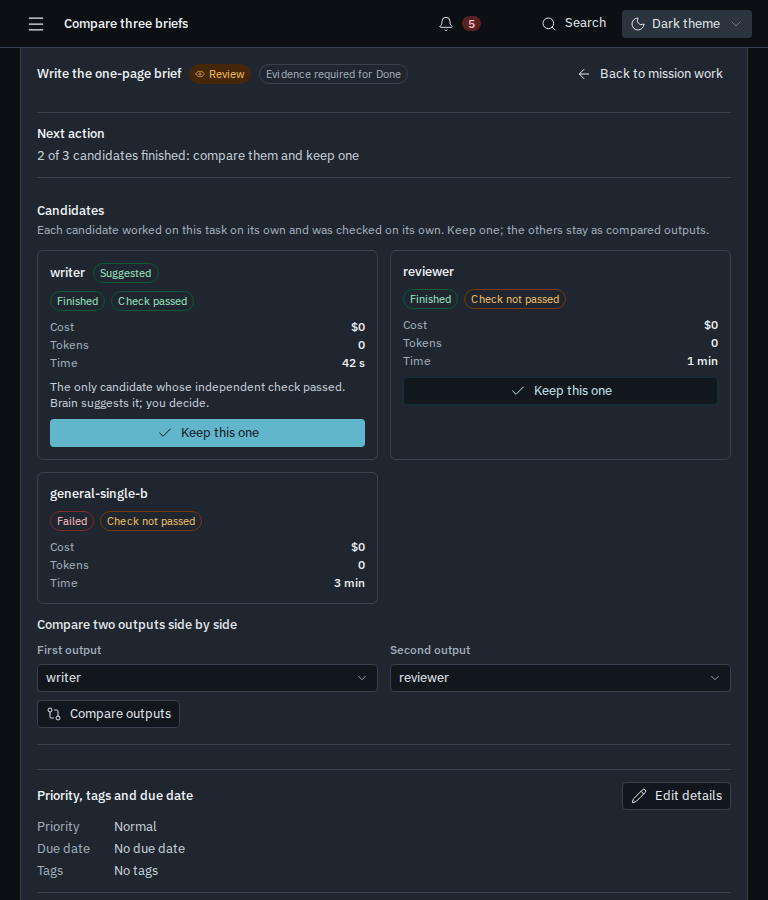 Compare three briefs
5
Search
Dark theme
Write the one-page brief
Review
Evidence required for Done
Back to mission work
Next action
2 of 3 candidates finished: compare them and keep one
Candidates
Each candidate worked on this task on its own and was checked on its own. Keep one; the others stay as compared outputs.
writer
Suggested
Finished
Check passed
Cost $0
Tokens 0
Time 42 s
The only candidate whose independent check passed.
Brain suggests it; you decide.
Keep this one
reviewer
Finished
Check not passed
Cost $0
Tokens 0
Time 1 min
Keep this one
general-single-b
Failed
Check not passed
Cost $0
Tokens 0
Time 3 min
Compare two outputs side by side
First output
writer
Second output
reviewer
Compare outputs
Priority, tags and due date
Edit details
Priority Normal
Due date No due date
Tags No tags